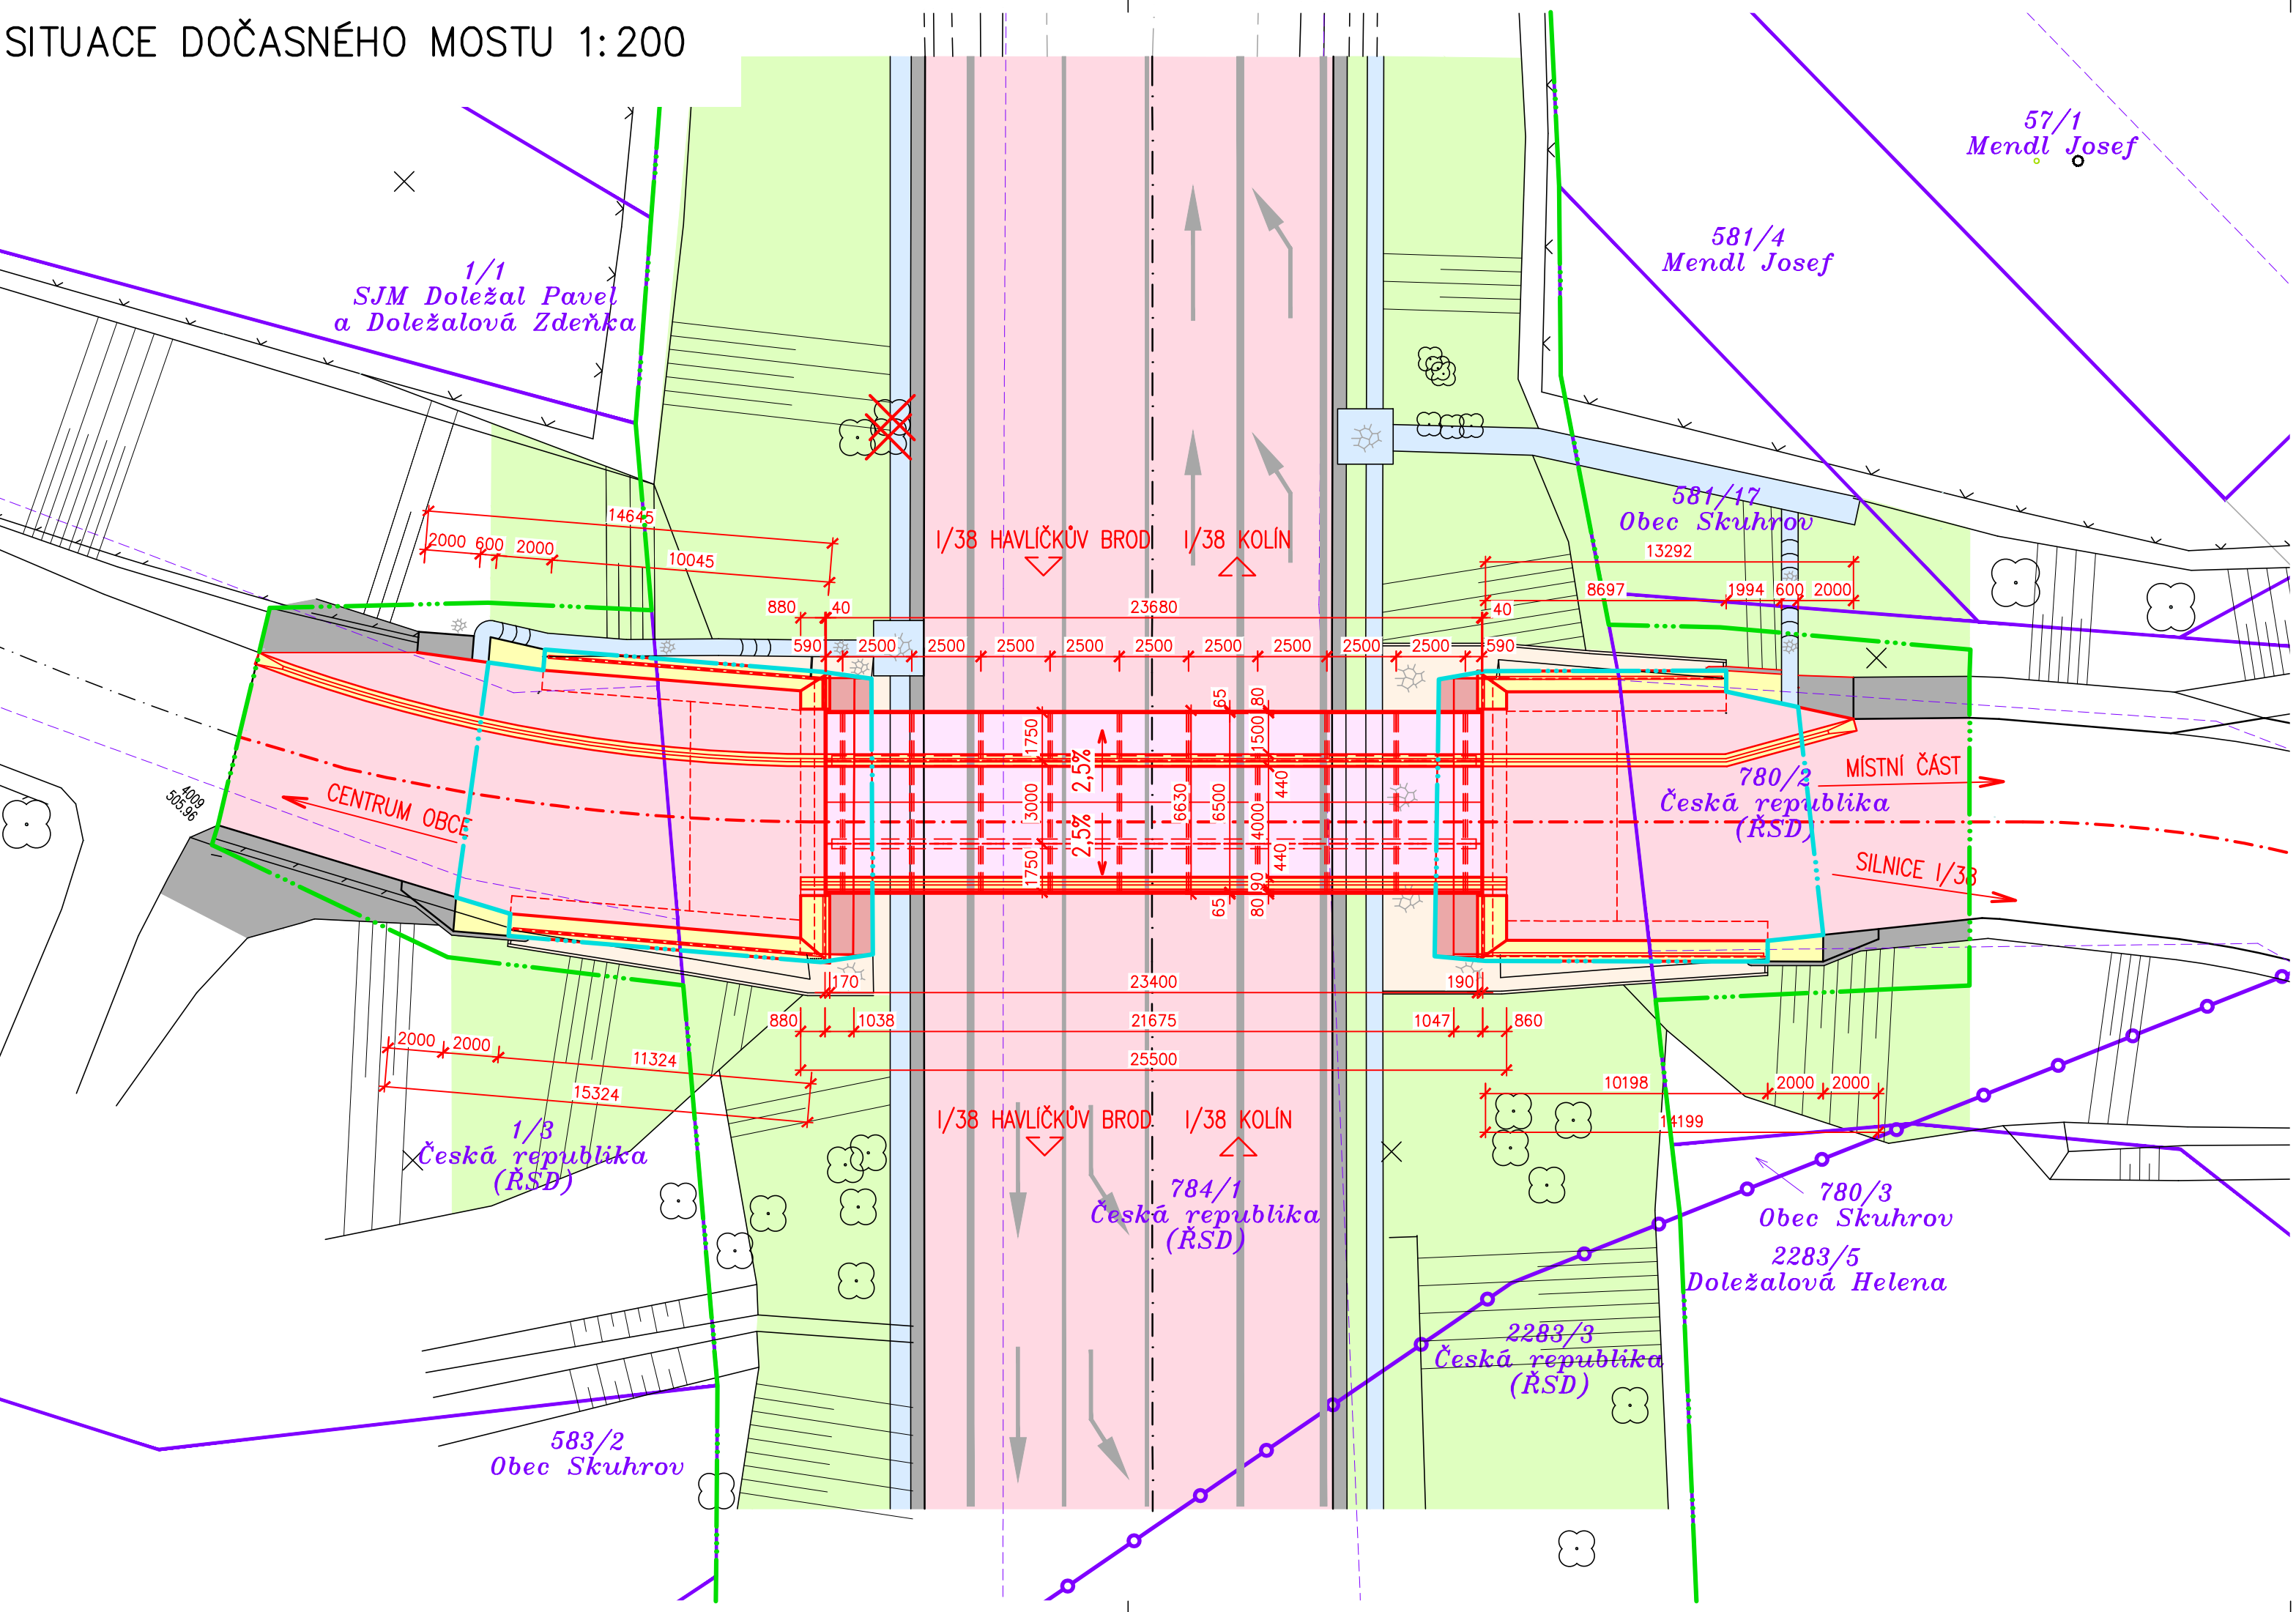 SITUACE DOČASNÉHO MOSTU 1:200
57/1
Mendl Josef
581/4
Mendl Josef
1/1
SJM Doležal Pavel
a Doležalová Zdeňka
581/17
Obec Skuhrov
14645
2000 600 2000 10045
I/38 HAVLÍČKŮV BROD I/38 KOLÍN
13292
8697 1994 600 2000
880 40 23680 40
590 2500 2500 2500 2500 2500 2500 2500 2500 2500 590
65 80
1750 1500
2,5%
440
3000 6630 6500 4000
2,5%
440
1750
90
65 80
4009
505.96
CENTRUM OBCE
MÍSTNÍ ČÁST
780/2
Česká republika
(ŘSD)
SILNICE I/38
170 23400 190
880 1038 21675 1047 860
25500
2000 2000 11324
15324
10198 2000 2000
14199
I/38 HAVLÍČKŮV BROD I/38 KOLÍN
1/3
Česká republika
(ŘSD)
784/1
Česká republika
(ŘSD)
780/3
Obec Skuhrov
2283/5
Doležalová Helena
2283/3
Česká republika
(ŘSD)
583/2
Obec Skuhrov